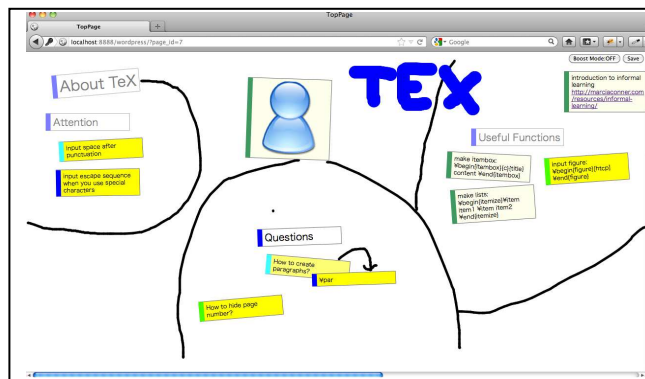 TopPage
TopPage
localhost:8888/wordpress/?page_id=7
Google
Boost Mode:OFF
Save
TEX
About TeX
Attention
input space after
punctuation
input escape sequence
when you use special
characters
introduction to informal
learning
http://marciaconner.com
/resources/informal-
learning/
Useful Functions
make itembox:
¥begin{itembox}{c}{title}
content ¥end{itembox}
input figure:
¥begin{figure}[htcp]
¥end{figure}
make lists:
¥begin{itemize}¥item
item1 ¥item item2
¥end{itemize}
Questions
How to create
paragraphs?
¥par
How to hide page
number?